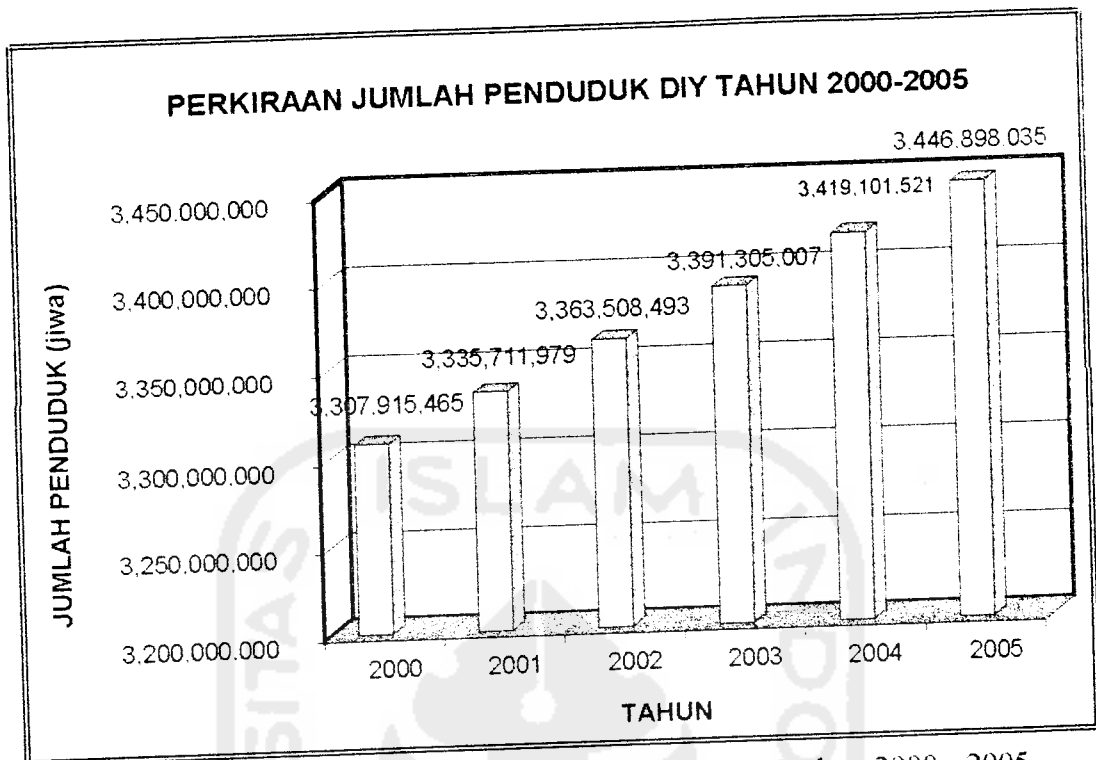 PERKIRAAN JUMLAH PENDUDUK DIY TAHUN 2000-2005
3.446.898.035
3,419,101,521
3,391,305.007
3,363,508,493
3,335,711,979
3.307.915.465
3,450.000,000
3,400,000,000
3,350,000,000
3,300,000,000
3,250,000,000
3,200,000,000
JUMLAH PENDUDUK (jiwa)
2000 2001 2002 2003 2004 2005
TAHUN
ISLAM
2000 - 2005